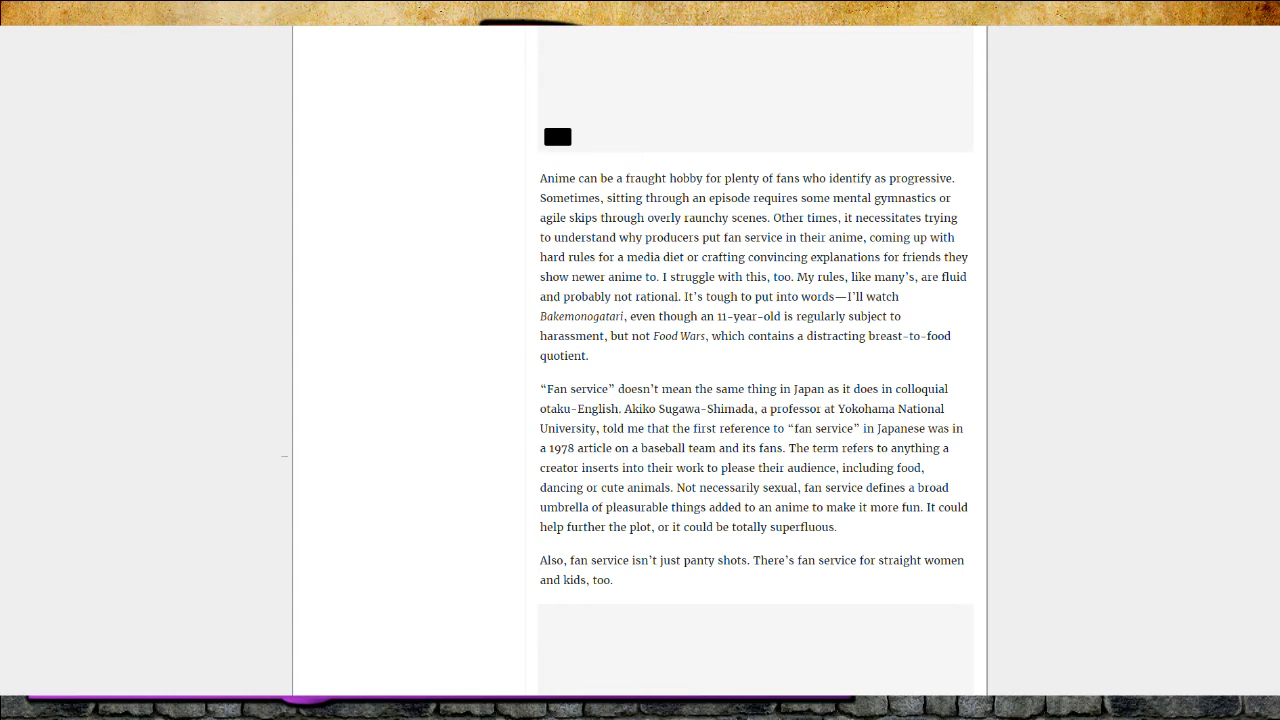 Anime can be a fraught hobby for plenty of fans who identify as progressive.
Sometimes, sitting through an episode requires some mental gymnastics or
agile skips through overly raunchy scenes. Other times, it necessitates trying
to understand why producers put fan service in their anime, coming up with
hard rules for a media diet or crafting convincing explanations for friends they
show newer anime to. I struggle with this, too. My rules, like many’s, are fluid
and probably not rational. It’s tough to put into words—I’ll watch
Bakemonogatari, even though an 11-year-old is regularly subject to
harassment, but not Food Wars, which contains a distracting breast-to-food
quotient.
“Fan service” doesn’t mean the same thing in Japan as it does in colloquial
otaku-English. Akiko Sugawa-Shimada, a professor at Yokohama National
University, told me that the first reference to “fan service” in Japanese was in
a 1978 article on a baseball team and its fans. The term refers to anything a
creator inserts into their work to please their audience, including food,
dancing or cute animals. Not necessarily sexual, fan service defines a broad
umbrella of pleasurable things added to an anime to make it more fun. It could
help further the plot, or it could be totally superfluous.
Also, fan service isn’t just panty shots. There’s fan service for straight women
and kids, too.